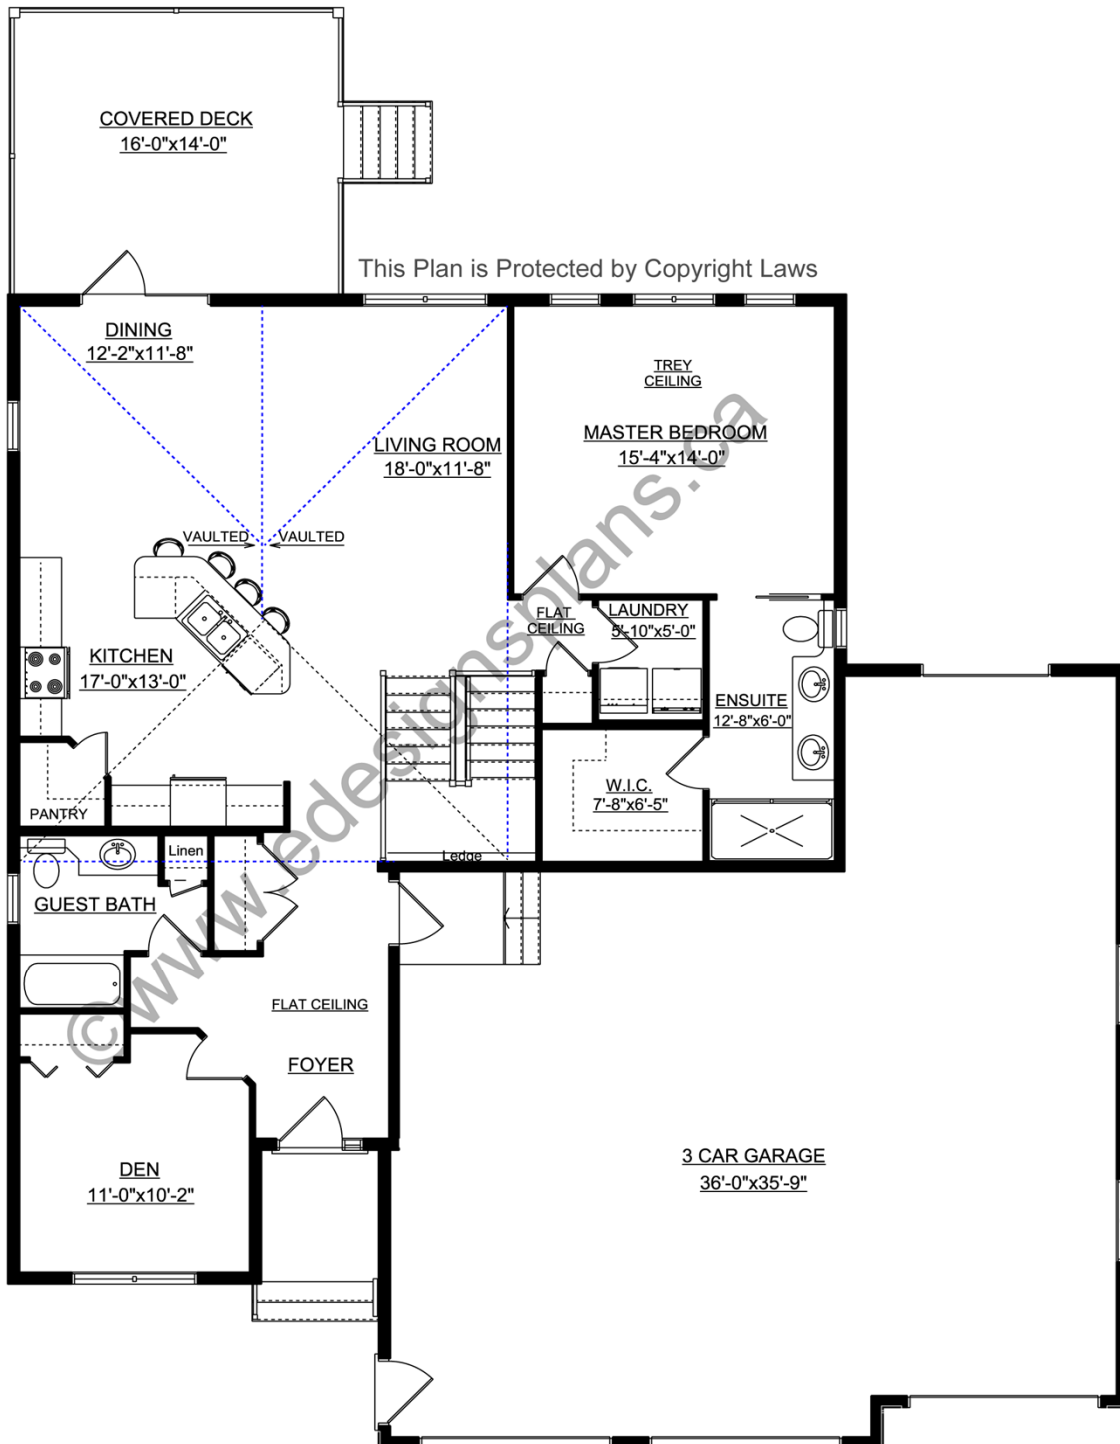 COVERED DECK
16'-0"x14'-0"
This Plan is Protected by Copyright Laws
DINING
12'-2"x11'-8"
TREY
CEILING
LIVING ROOM
18'-0"x11'-8"
MASTER BEDROOM
15'-4"x14'-0"
VAULTED
VAULTED
FLAT
CEILING
LAUNDRY
5'-10"x5'-0"
KITCHEN
17'-0"x13'-0"
ENSUITE
12'-8"x6'-0"
W.I.C.
7'-8"x6'-5"
PANTRY
Linen
Ledge
GUEST BATH
FLAT CEILING
FOYER
DEN
11'-0"x10'-2"
3 CAR GARAGE
36'-0"x35'-9"
©www.edesignsplans.ca